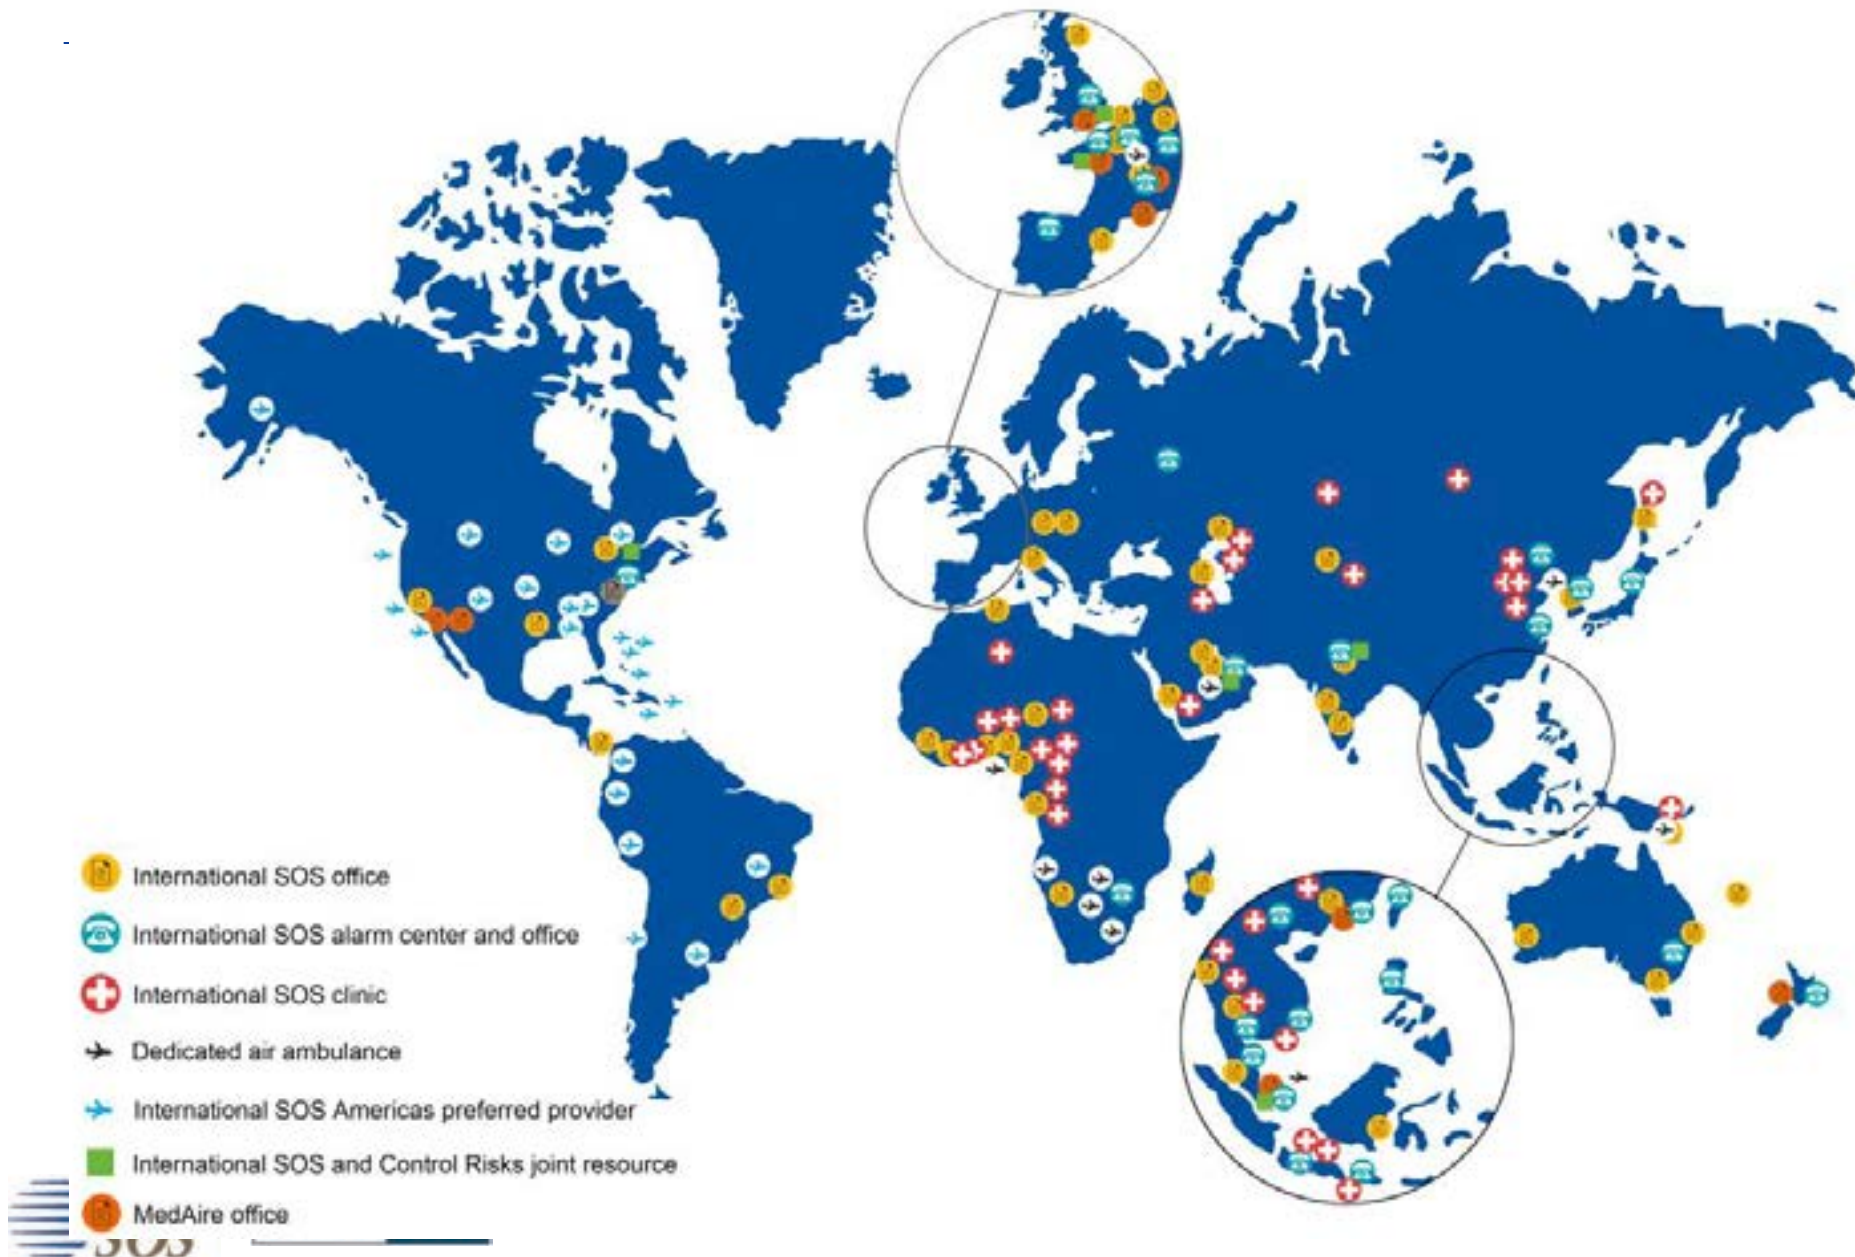 International SOS office
International SOS alarm center and office
International SOS clinic
Dedicated air ambulance
International SOS Americas preferred provider
International SOS and Control Risks joint resource
MedAire office
SOS